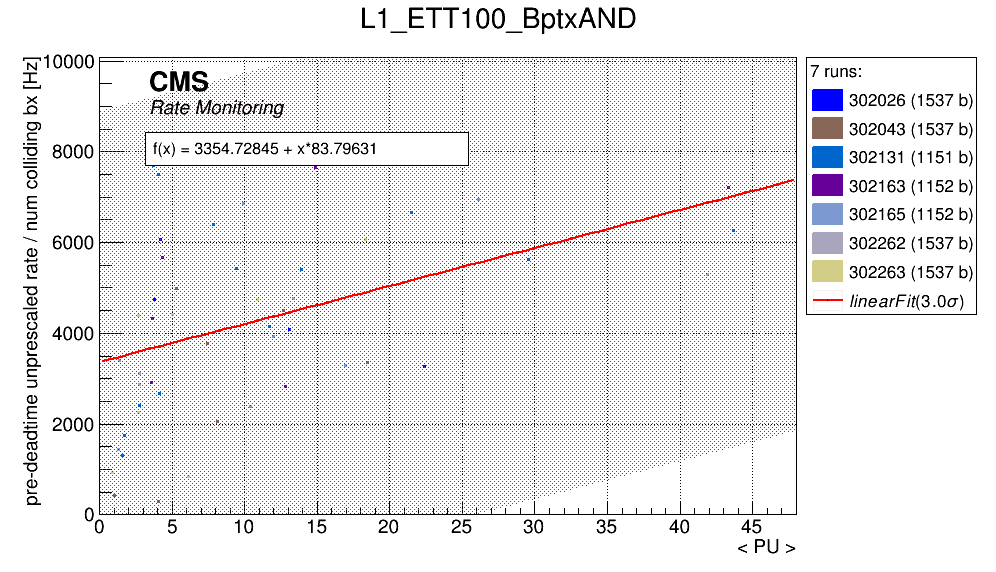 L1_ETT100_BptxAND
pre-deadtime unprescaled rate / num colliding bx [Hz]
10000
8000
6000
4000
2000
0
CMS
Rate Monitoring
f(x) = 3354.72845 + x*83.79631
0 5 10 15 20 25 30 35 40 45
< PU >
7 runs:
302026 (1537 b)
302043 (1537 b)
302131 (1151 b)
302163 (1152 b)
302165 (1152 b)
302262 (1537 b)
302263 (1537 b)
linearFit(3.0σ)